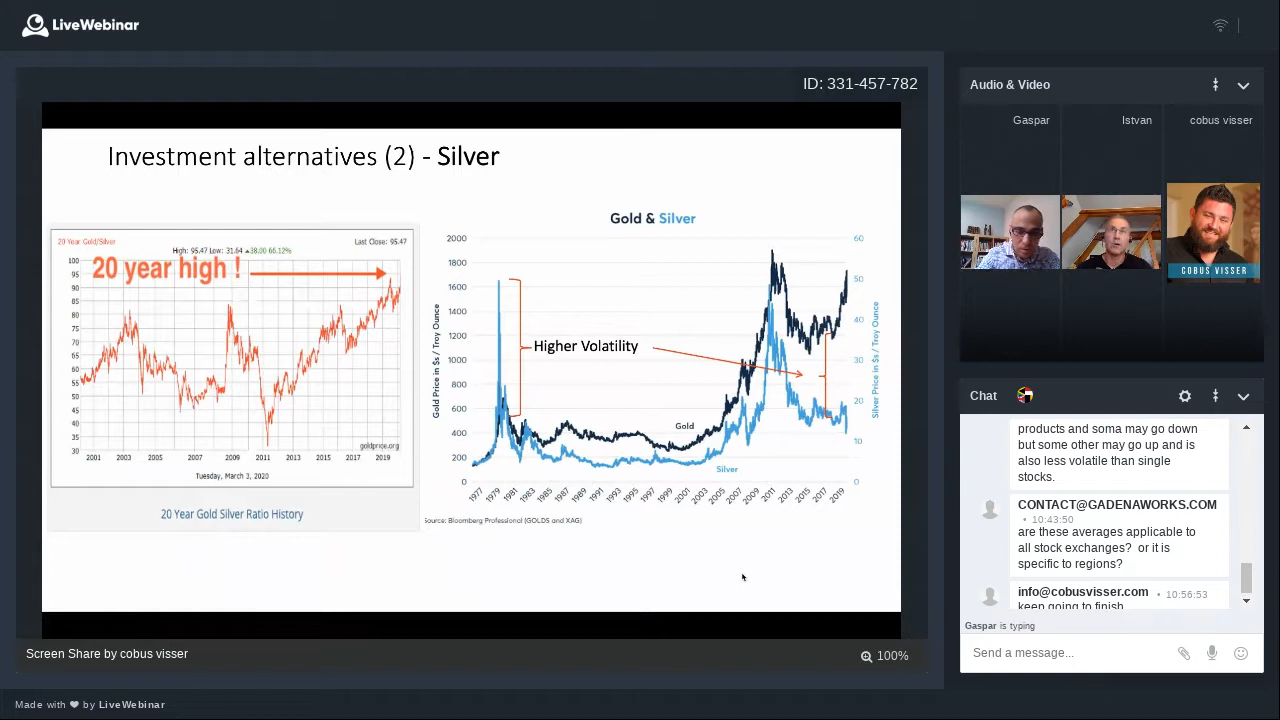 LiveWebinar
ID: 331-457-782
Investment alternatives (2) - Silver
20 Year Gold/Silver
High: 95.47 Low: 31.64 ▲38.00 66.12%
Last Close: 95.47
20 year high !
100
95
90
85
80
75
70
65
60
55
50
45
40
35
30
2001
2003
2005
2007
2009
2011
2013
2015
2017
2019
goldprice.org
Tuesday, March 3, 2020
20 Year Gold Silver Ratio History
Gold & Silver
Gold Price in $s / Troy Ounce
2000
1800
1600
1400
1200
1000
800
600
400
200
0
Higher Volatility
Gold
Silver
60
50
40
30
20
10
0
Silver Price in $s / Troy Ounce
1977
1979
1981
1983
1985
1987
1989
1991
1993
1995
1997
1999
2001
2003
2005
2007
2009
2011
2013
2015
2017
2019
Source: Bloomberg Professional (GOLDS and XAG)
Screen Share by cobus visser
100%
Made with ❤ by LiveWebinar
Audio & Video
Gaspar
Istvan
cobus visser
COBUS VISSER
Chat
products and soma may go down
but some other may go up and is
also less volatile than single
stocks.
CONTACT@GADENAWORKS.COM
• 10:43:50
are these averages applicable to
all stock exchanges? or it is
specific to regions?
info@cobusvisser.com • 10:56:53
keep going to finish
Gaspar is typing
Send a message...